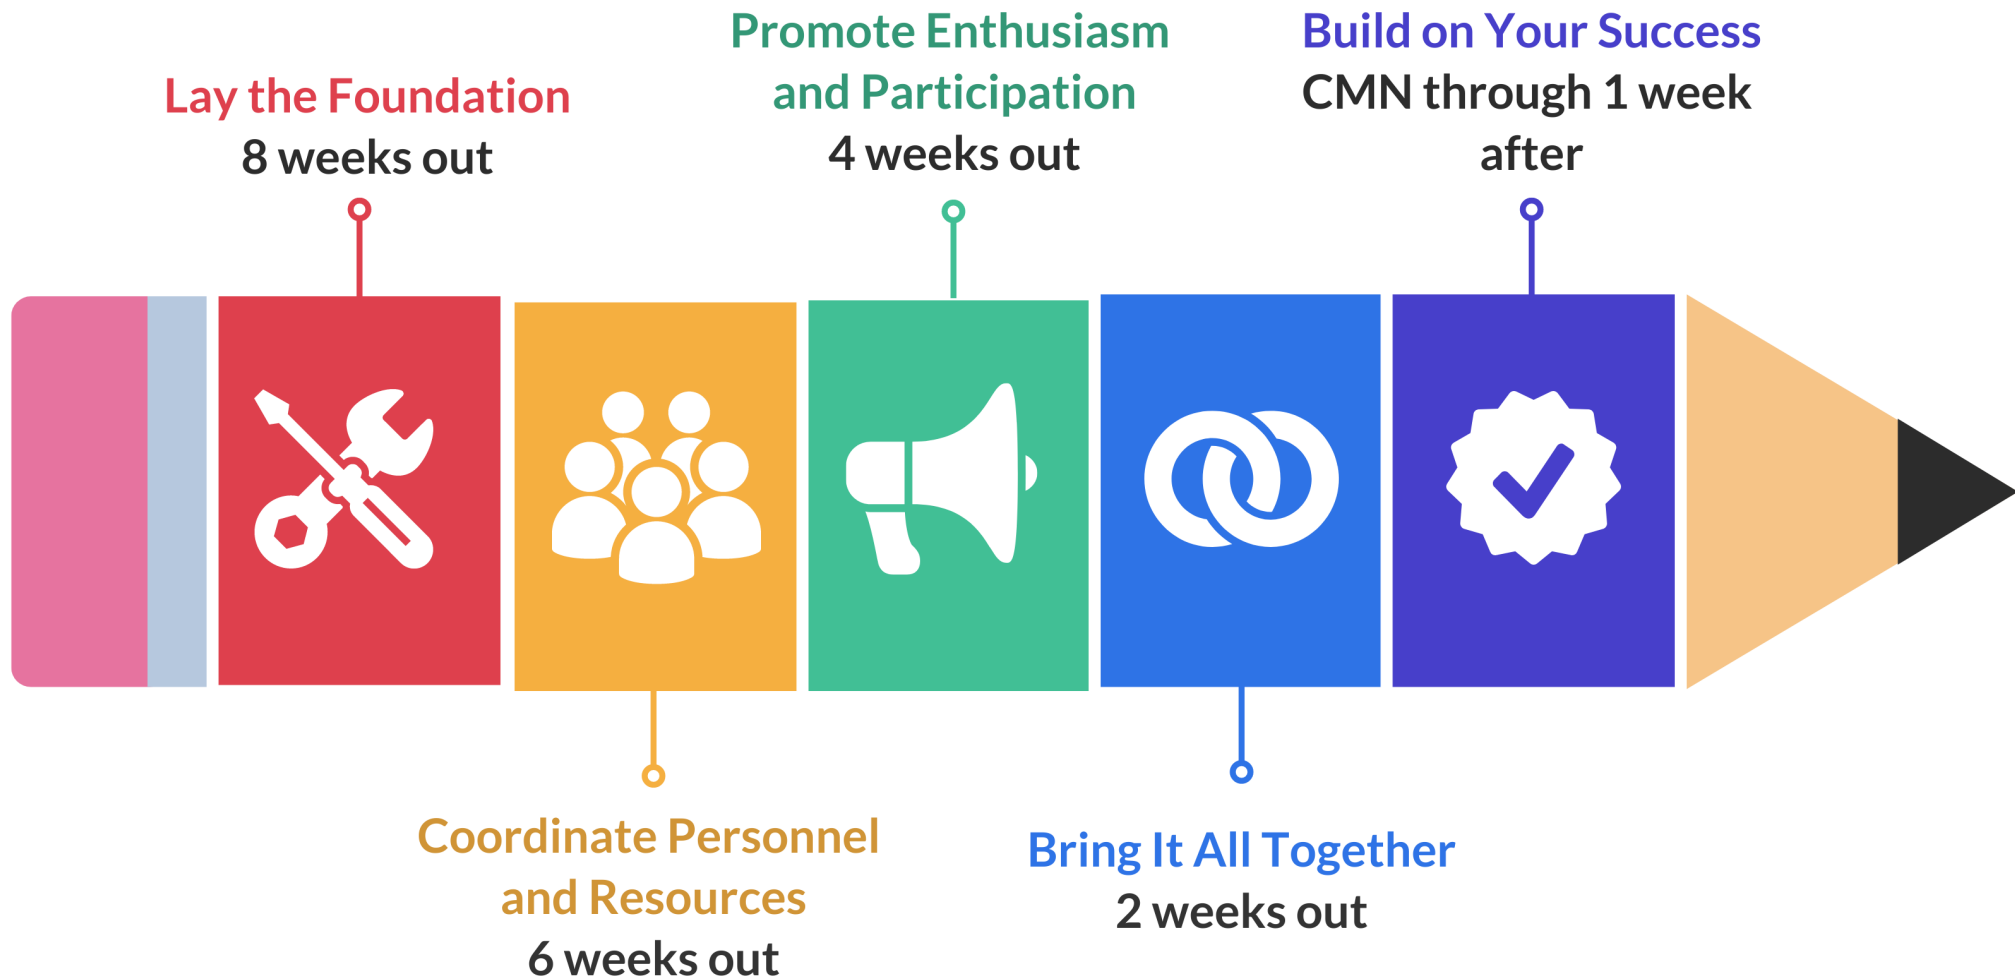 Lay the Foundation
8 weeks out
Coordinate Personnel
and Resources
6 weeks out
Promote Enthusiasm
and Participation
4 weeks out
Bring It All Together
2 weeks out
Build on Your Success
CMN through 1 week
after